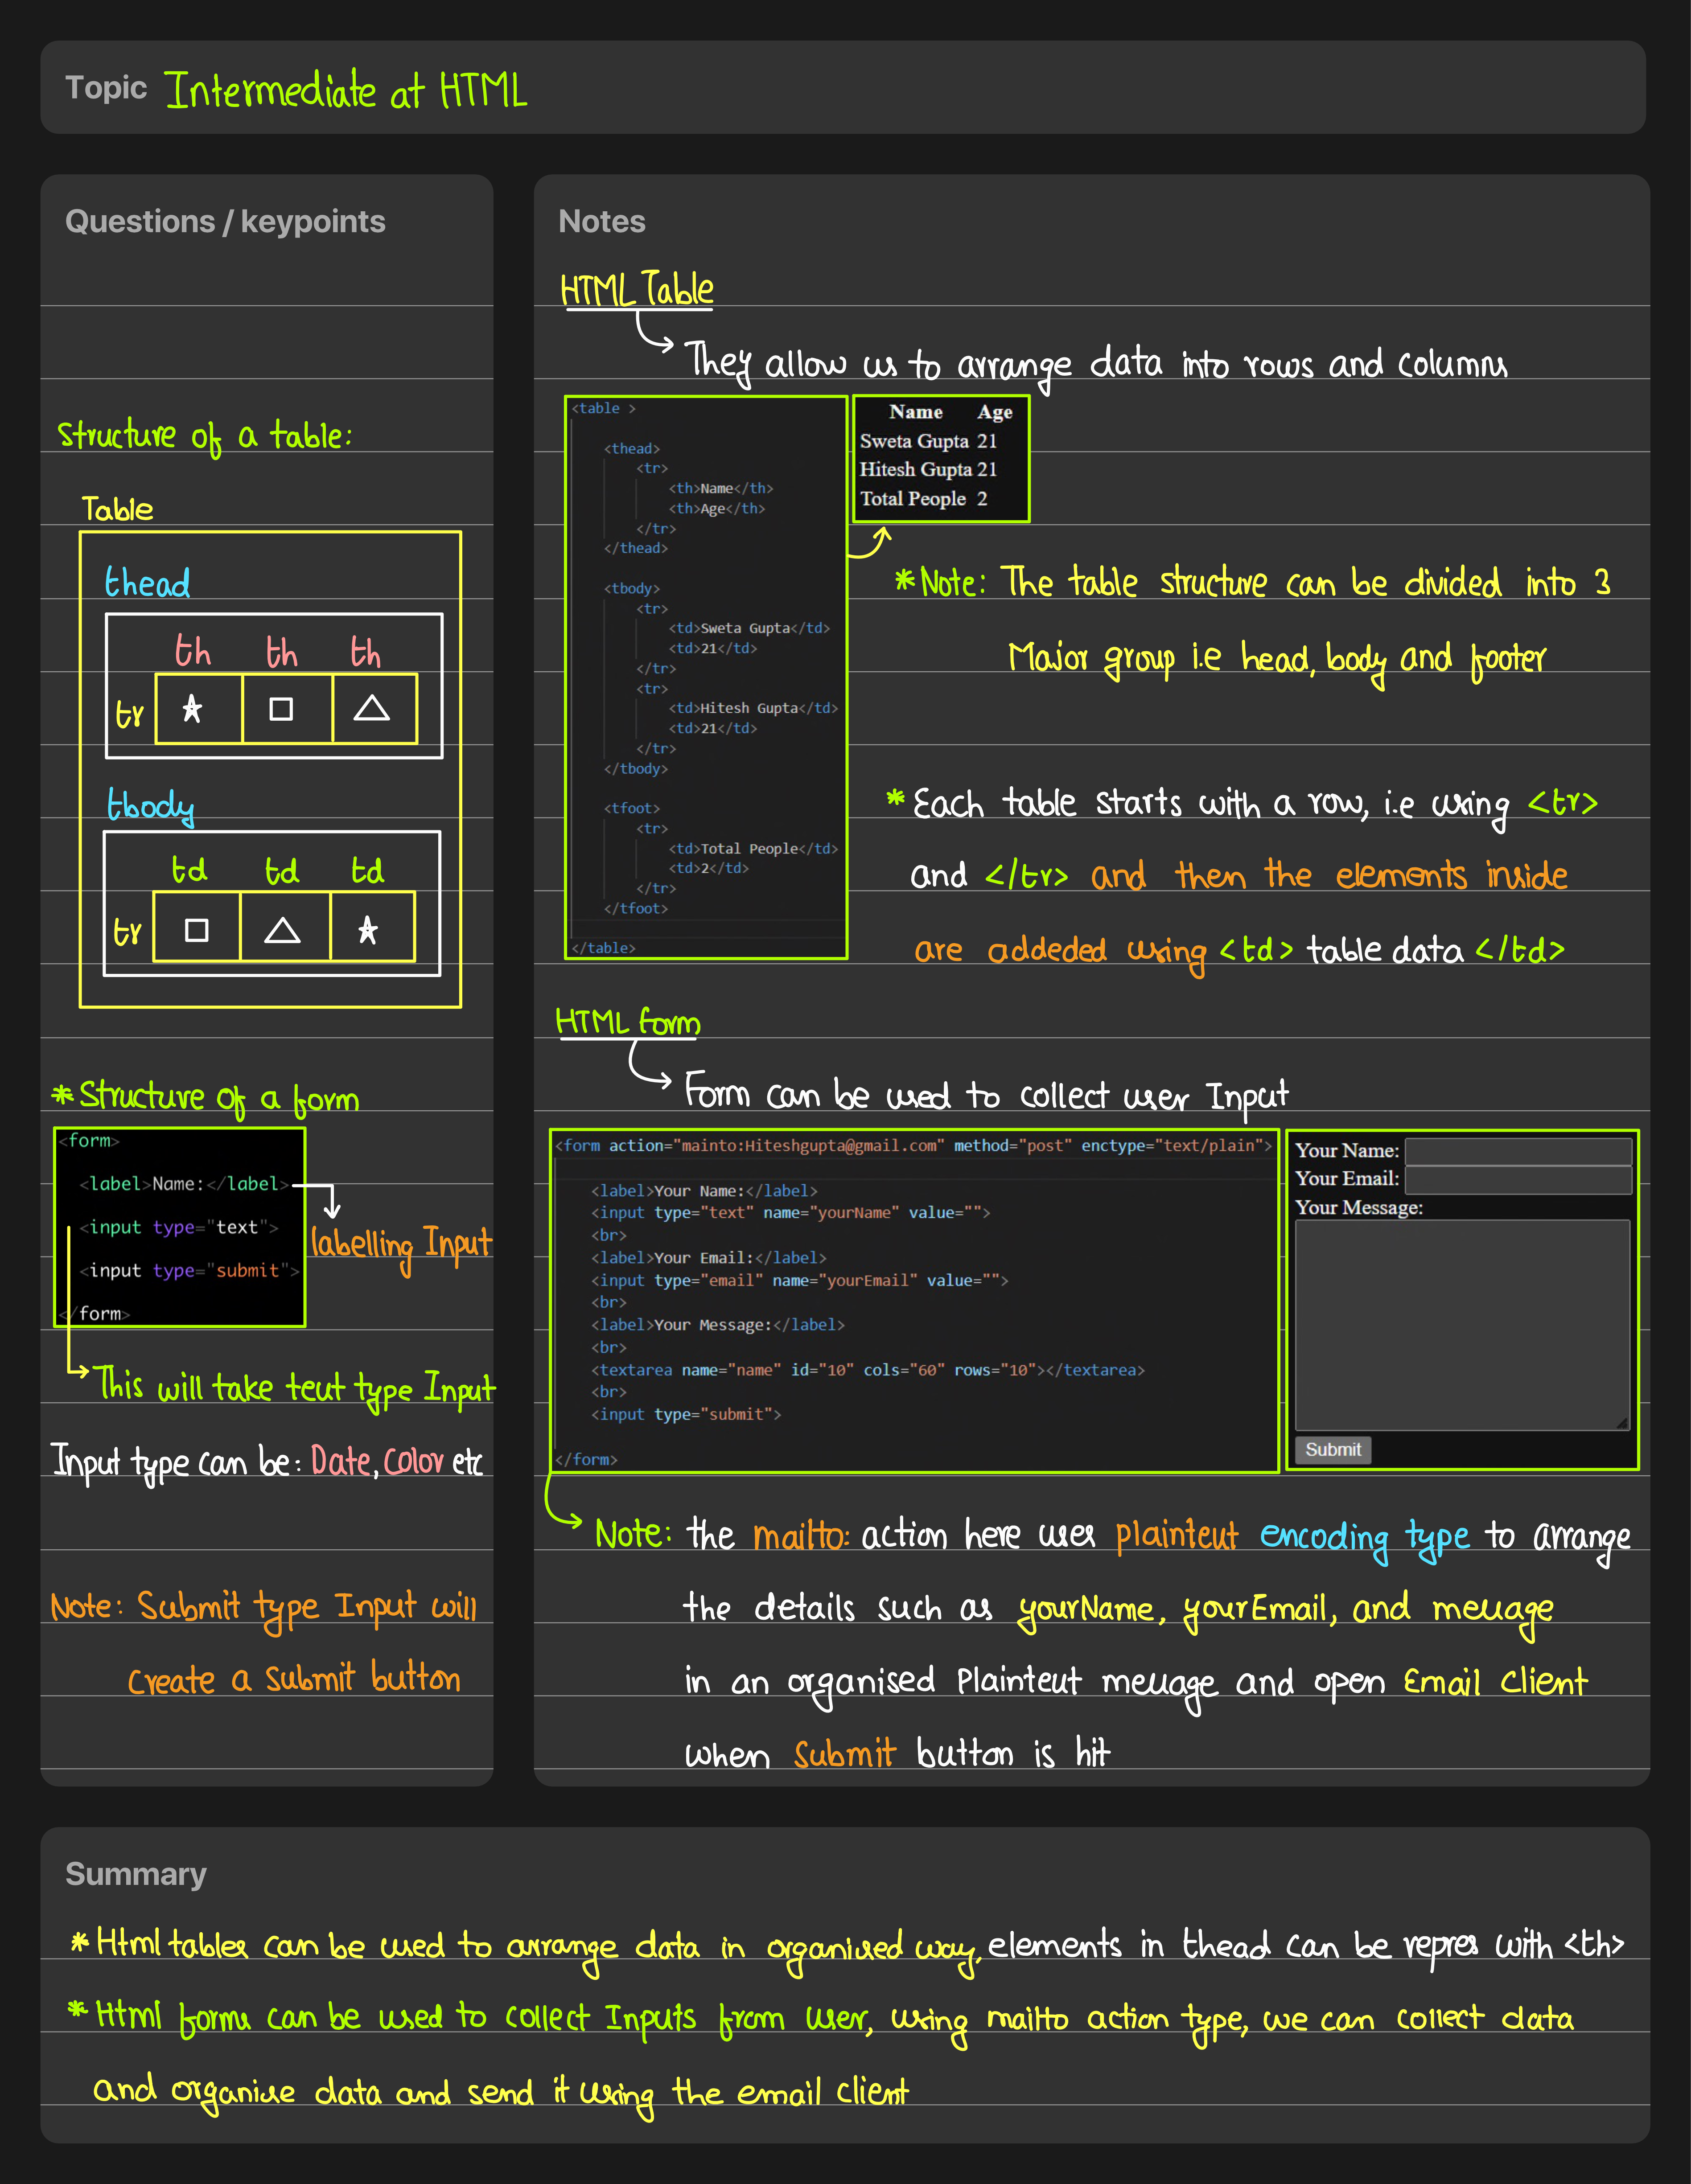 Topic Intermediate at HTML
Questions / keypoints
Structure of a table:
Table
thead
th th th
tr
tbody
td td td
tr
* Structure of a form
<form>
<label>Name:</label>
<input type="text">
labelling Input
<input type="submit">
</form>
This will take text type Input
Input type can be: Date, Color etc
Note: Submit type Input will
Create a Submit button
Notes
HTML Table
They allow us to arrange data into rows and columns
<table >
<thead>
<tr>
<th>Name</th>
<th>Age</th>
</tr>
</thead>
<tbody>
<tr>
<td>Sweta Gupta</td>
<td>21</td>
</tr>
<tr>
<td>Hitesh Gupta</td>
<td>21</td>
</tr>
</tbody>
<tfoot>
<tr>
<td>Total People</td>
<td>2</td>
</tr>
</tfoot>
</table>
Name Age
Sweta Gupta 21
Hitesh Gupta 21
Total People 2
* Note: The table structure can be divided into 3
Major group i.e head, body and footer
* Each table starts with a row, i.e using <tr>
and </tr> and then the elements inside
are addeded using <td> table data </td>
HTML form
Form can be used to collect user Input
<form action="mainto:Hiteshgupta@gmail.com" method="post" enctype="text/plain">
<label>Your Name:</label>
<input type="text" name="yourName" value="">
<br>
<label>Your Email:</label>
<input type="email" name="yourEmail" value="">
<br>
<label>Your Message:</label>
<br>
<textarea name="name" id="10" cols="60" rows="10"></textarea>
<br>
<input type="submit">
</form>
Your Name:
Your Email:
Your Message:
Submit
Note: the mailto: action here uses plaintext encoding type to arrange
the details such as yourName, yourEmail, and message
in an organised Plaintext message and open Email Client
when Submit button is hit
Summary
* Html tables can be used to arrange data in organised way, elements in thead can be repres with <th>
* Html forms can be used to collect Inputs from user, using mailto action type, we can collect data
and organise data and send it using the email client